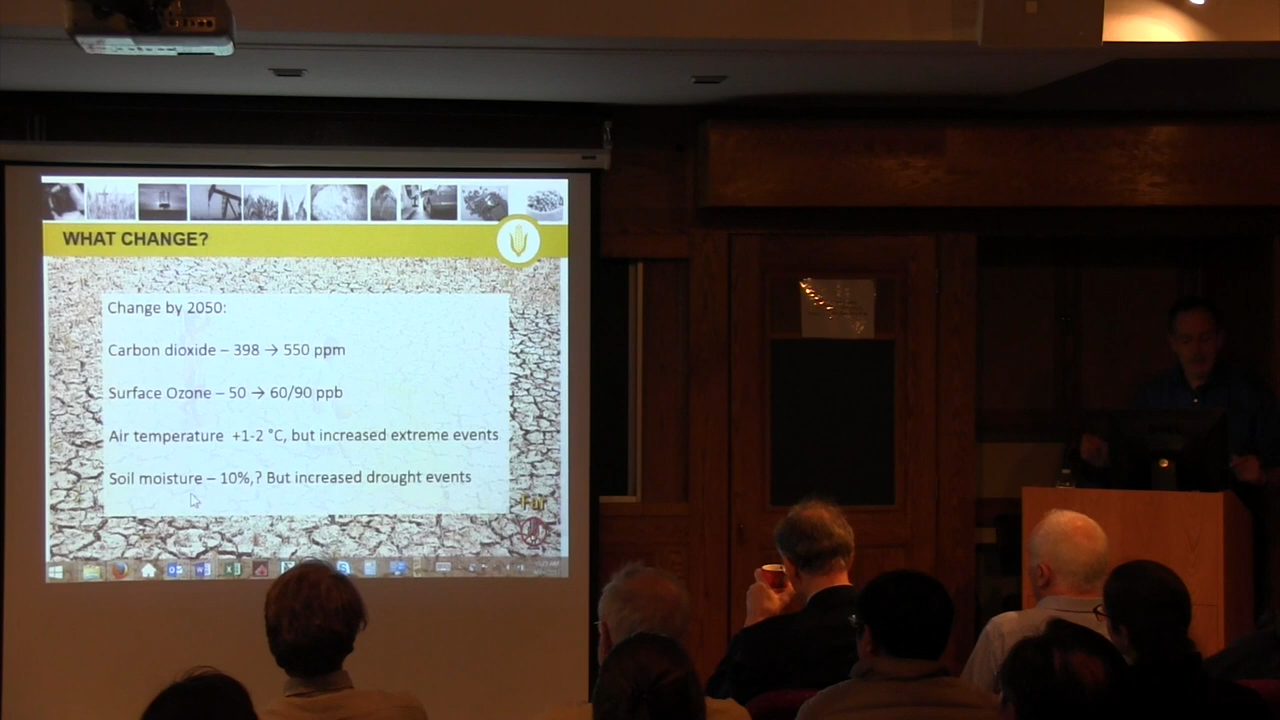 WHAT CHANGE?
Change by 2050:
Carbon dioxide – 398 → 550 ppm
Surface Ozone – 50 → 60/90 ppb
Air temperature +1-2 °C, but increased extreme events
Soil moisture – 10%,? But increased drought events